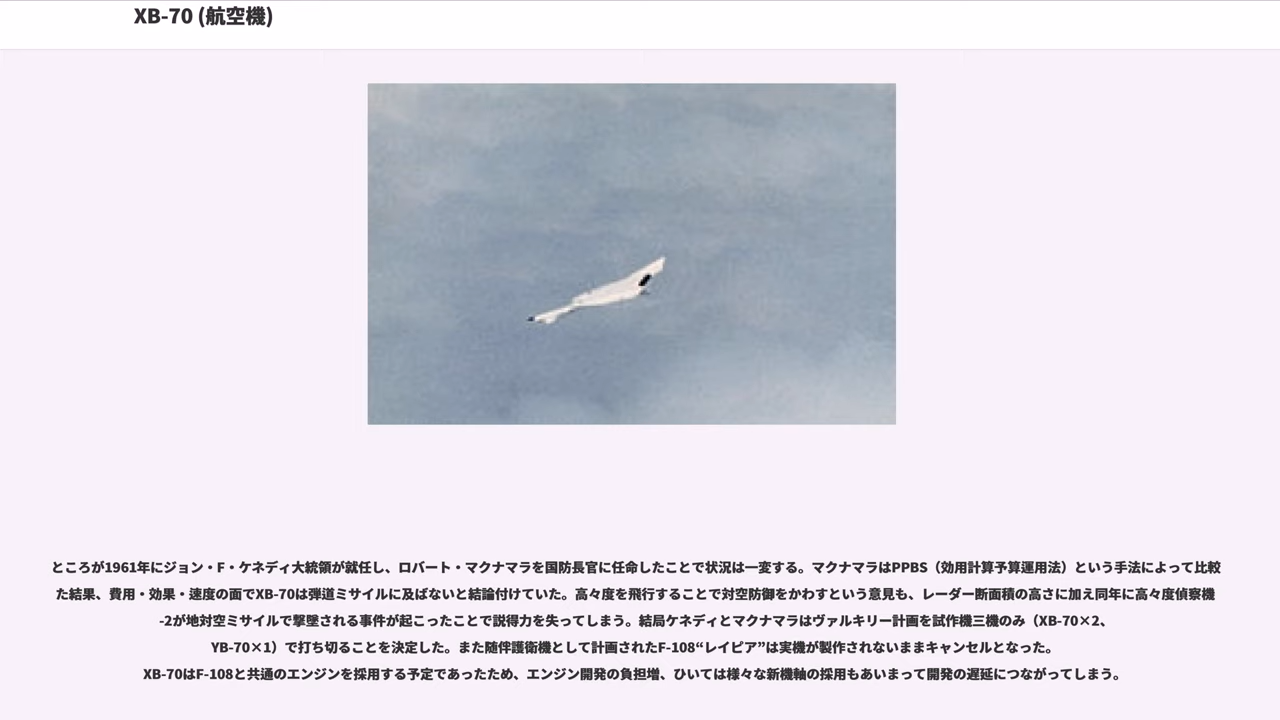 XB-70 (航空機)
ところが1961年にジョン・F・ケネディ大統領が就任し、ロバート・マクナマラを国防長官に任命したことで状況は一変する。マクナマラはPPBS（効用計算予算運用法）という手法によって比較
た結果、費用・効果・速度の面でXB-70は弾道ミサイルに及ばないと結論付けていた。高々度を飛行することで対空防御をかわすという意見も、レーダー断面積の高さに加え同年に高々度偵察機
-2が地対空ミサイルで撃墜される事件が起こったことで説得力を失ってしまう。結局ケネディとマクナマラはヴァルキリー計画を試作機三機のみ（XB-70×2、
YB-70×1）で打ち切ることを決定した。また随伴護衛機として計画されたF-108“レイピア”は実機が製作されないままキャンセルとなった。
XB-70はF-108と共通のエンジンを採用する予定であったため、エンジン開発の負担増、ひいては様々な新機軸の採用もあいまって開発の遅延につながってしまう。